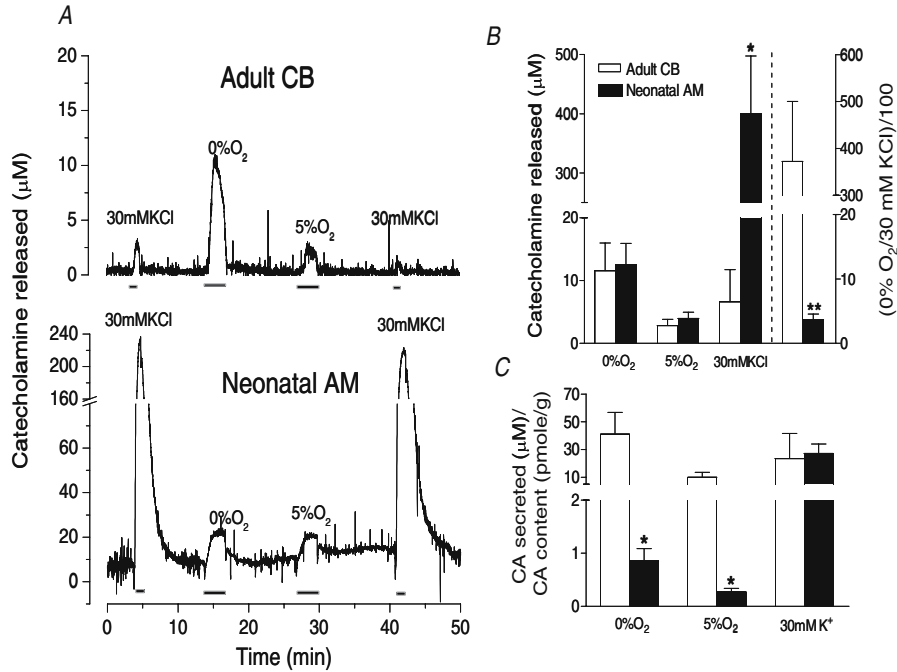 A
Adult CB
Catecholamine released (µM)
20
15
10
5
0
30mMKCl
0%O₂
5%O₂
30mMKCl
Neonatal AM
240
220
200
180
160
60
40
20
0
30mMKCl
0%O₂
5%O₂
30mMKCl
0 10 20 30 40 50
Time (min)
B
Adult CB
Neonatal AM
Catecholamine released (µM)
500
400
300
20
10
0
*
**
600
500
400
300
20
10
0
(0% O₂/30 mM KCl)/100
0%O₂ 5%O₂ 30mMKCl
C
CA secreted (µM)/
CA content (pmole/g)
70
50
30
10
2
1
0
*
*
0%O₂ 5%O₂ 30mM K⁺